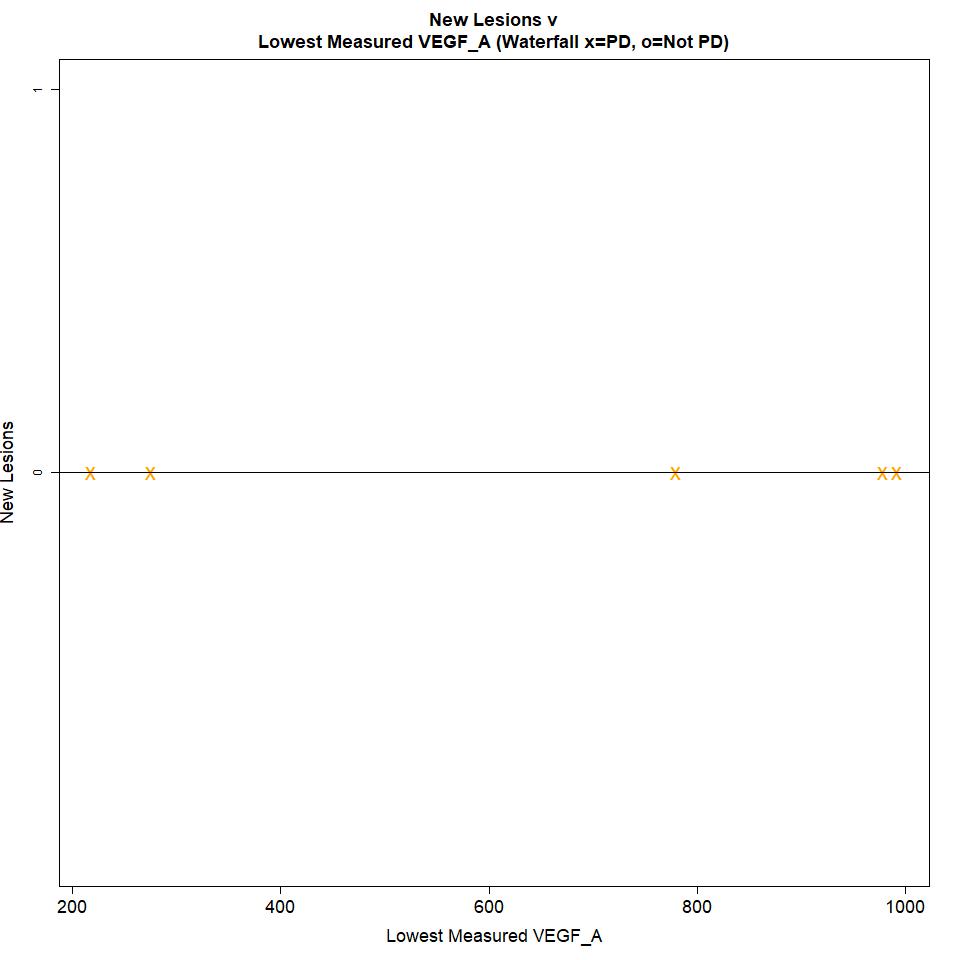 New Lesions v
Lowest Measured VEGF_A (Waterfall x=PD, o=Not PD)
1
New Lesions
0
x x x x x
200 400 600 800 1000
Lowest Measured VEGF_A